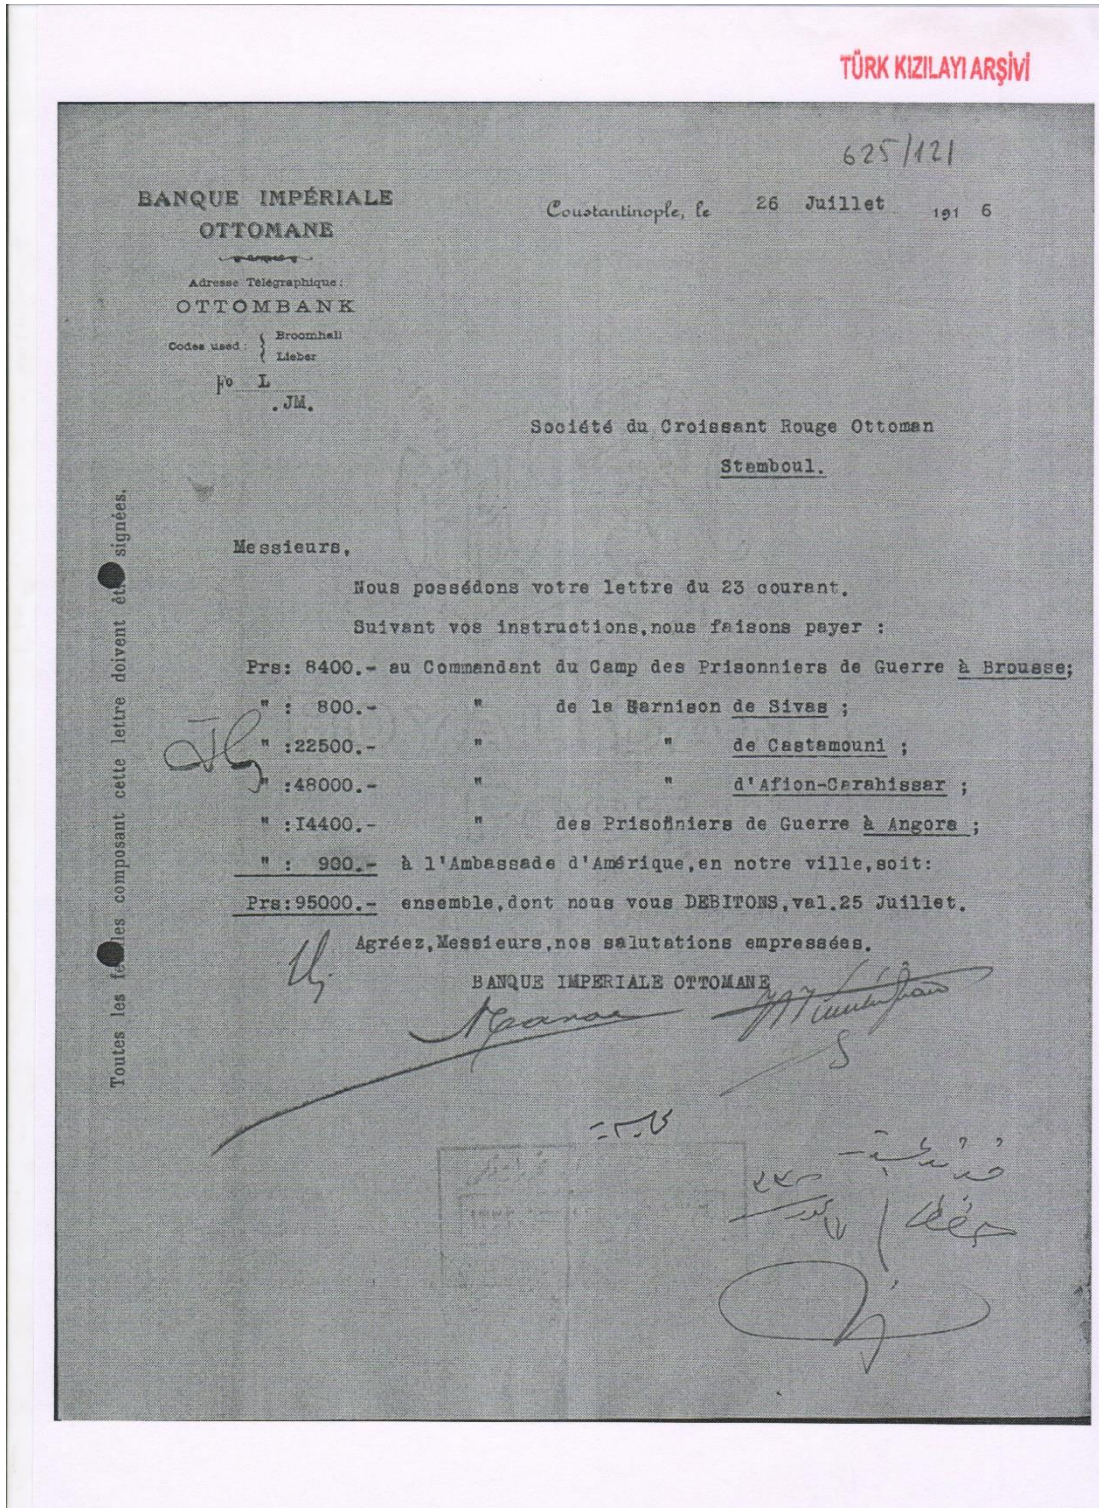 TÜRK KIZILAYI ARŞİVİ
625/121
BANQUE IMPÉRIALE
OTTOMANE
Constantinople, le 26 Juillet 1916
Adresse Télégraphique:
OTTOMBANK
Codes used: { Broomhall
Lieber
Fo L
.JM.
Société du Croissant Rouge Ottoman
Stamboul.
Messieurs,
Nous possédons votre lettre du 23 courant.
Suivant vos instructions,nous faisons payer :
Prs: 8400.- au Commandant du Camp des Prisonniers de Guerre à Brousse;
" : 800.- " de la Garnison de Sivas ;
" :22500.- " " de Castamouni ;
" :48000.- " " d'Afion-Carahissar ;
" :I4400.- " des Prisonniers de Guerre à Angora ;
" : 900.- à l'Ambassade d'Amérique,en notre ville,soit:
Prs:95000.- ensemble,dont nous vous DEBITONS,val.25 Juillet.
Agréez,Messieurs,nos salutations empressées.
BANQUE IMPERIALE OTTOMANE
Toutes les composant cette lettre doivent signées.